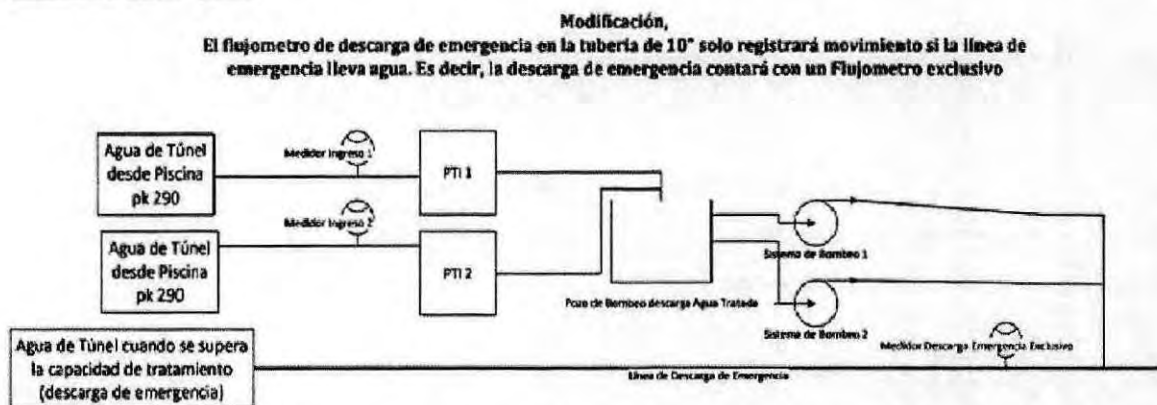 Modificación,
El flujometro de descarga de emergencia en la tubería de 10" solo registrará movimiento si la línea de
emergencia lleva agua. Es decir, la descarga de emergencia contará con un Flujometro exclusivo
Agua de Túnel
desde Piscina
pk 290
Medidor Ingreso 1
PTI 1
Agua de Túnel
desde Piscina
pk 290
Medidor Ingreso 2
PTI 2
Pozo de Bombeo descarga Agua Tratada
Sistema de Bombeo 1
Sistema de Bombeo 2
Medidor Descarga Emergencia Exclusivo
Agua de Túnel cuando se supera
la capacidad de tratamiento
(descarga de emergencia)
Línea de Descarga de Emergencia